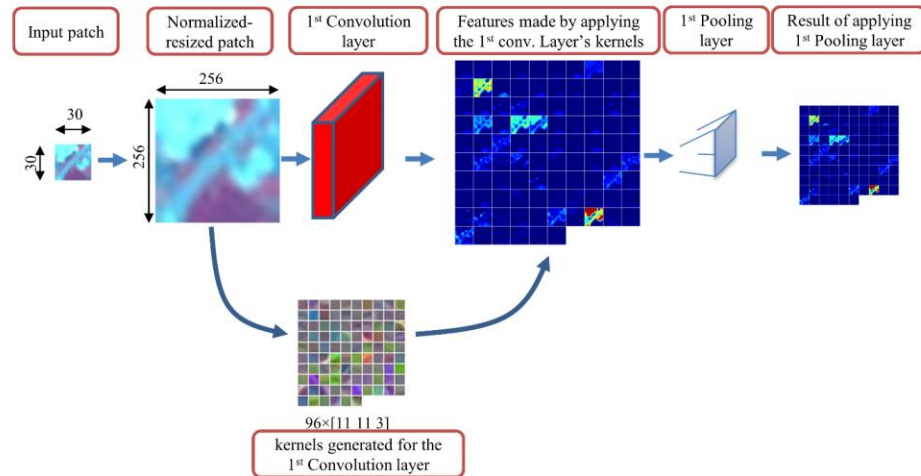 Input patch
Normalized-
resized patch
1st Convolution
layer
Features made by applying
the 1st conv. Layer's kernels
1st Pooling
layer
Result of applying
1st Pooling layer
256
30
30
256
96×[11 11 3]
kernels generated for the
1st Convolution layer